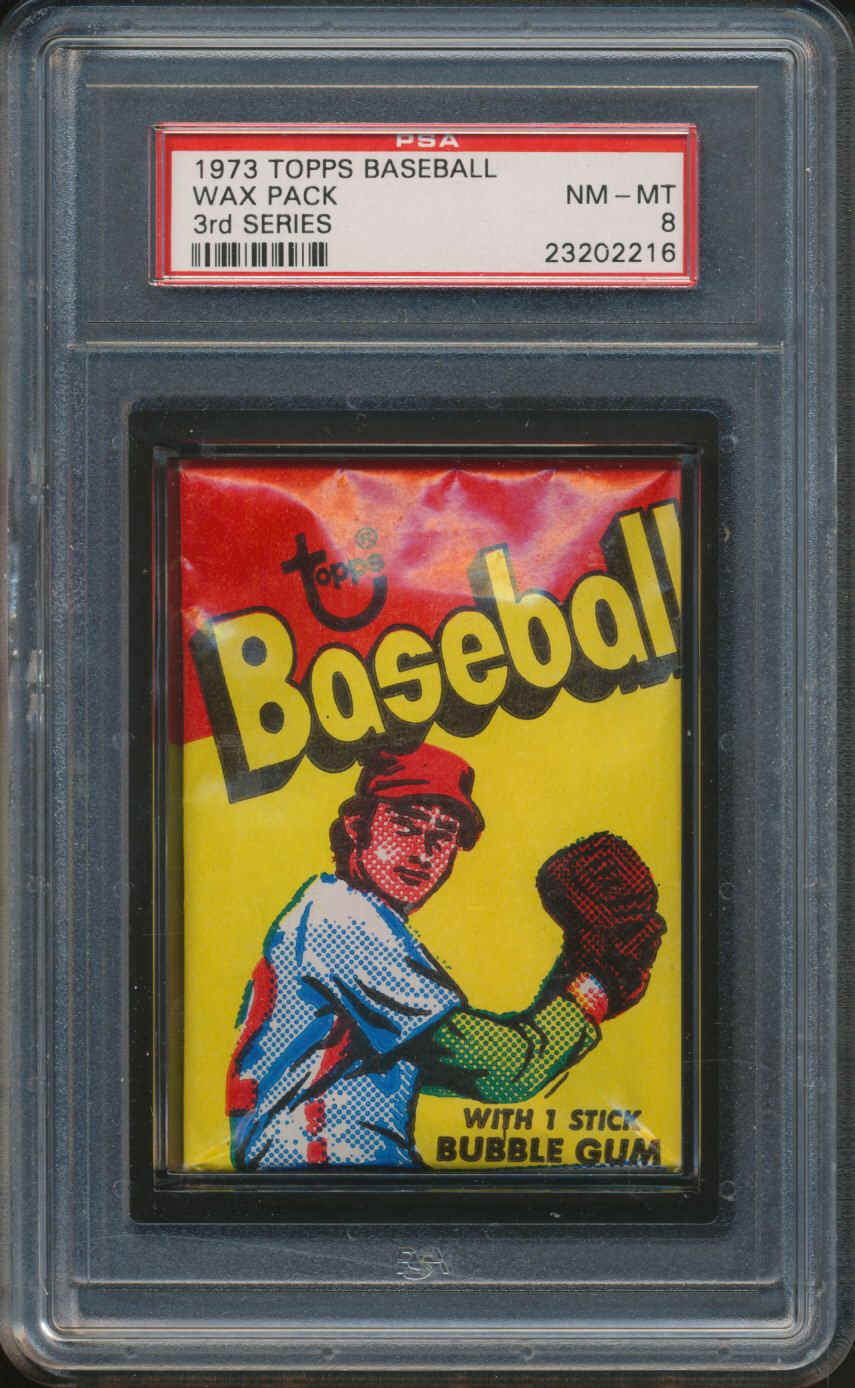 PSA
1973 TOPPS BASEBALL
WAX PACK
NM – MT
3rd SERIES
8
23202216
topps®
Baseball
WITH 1 STICK
BUBBLE GUM
PSA